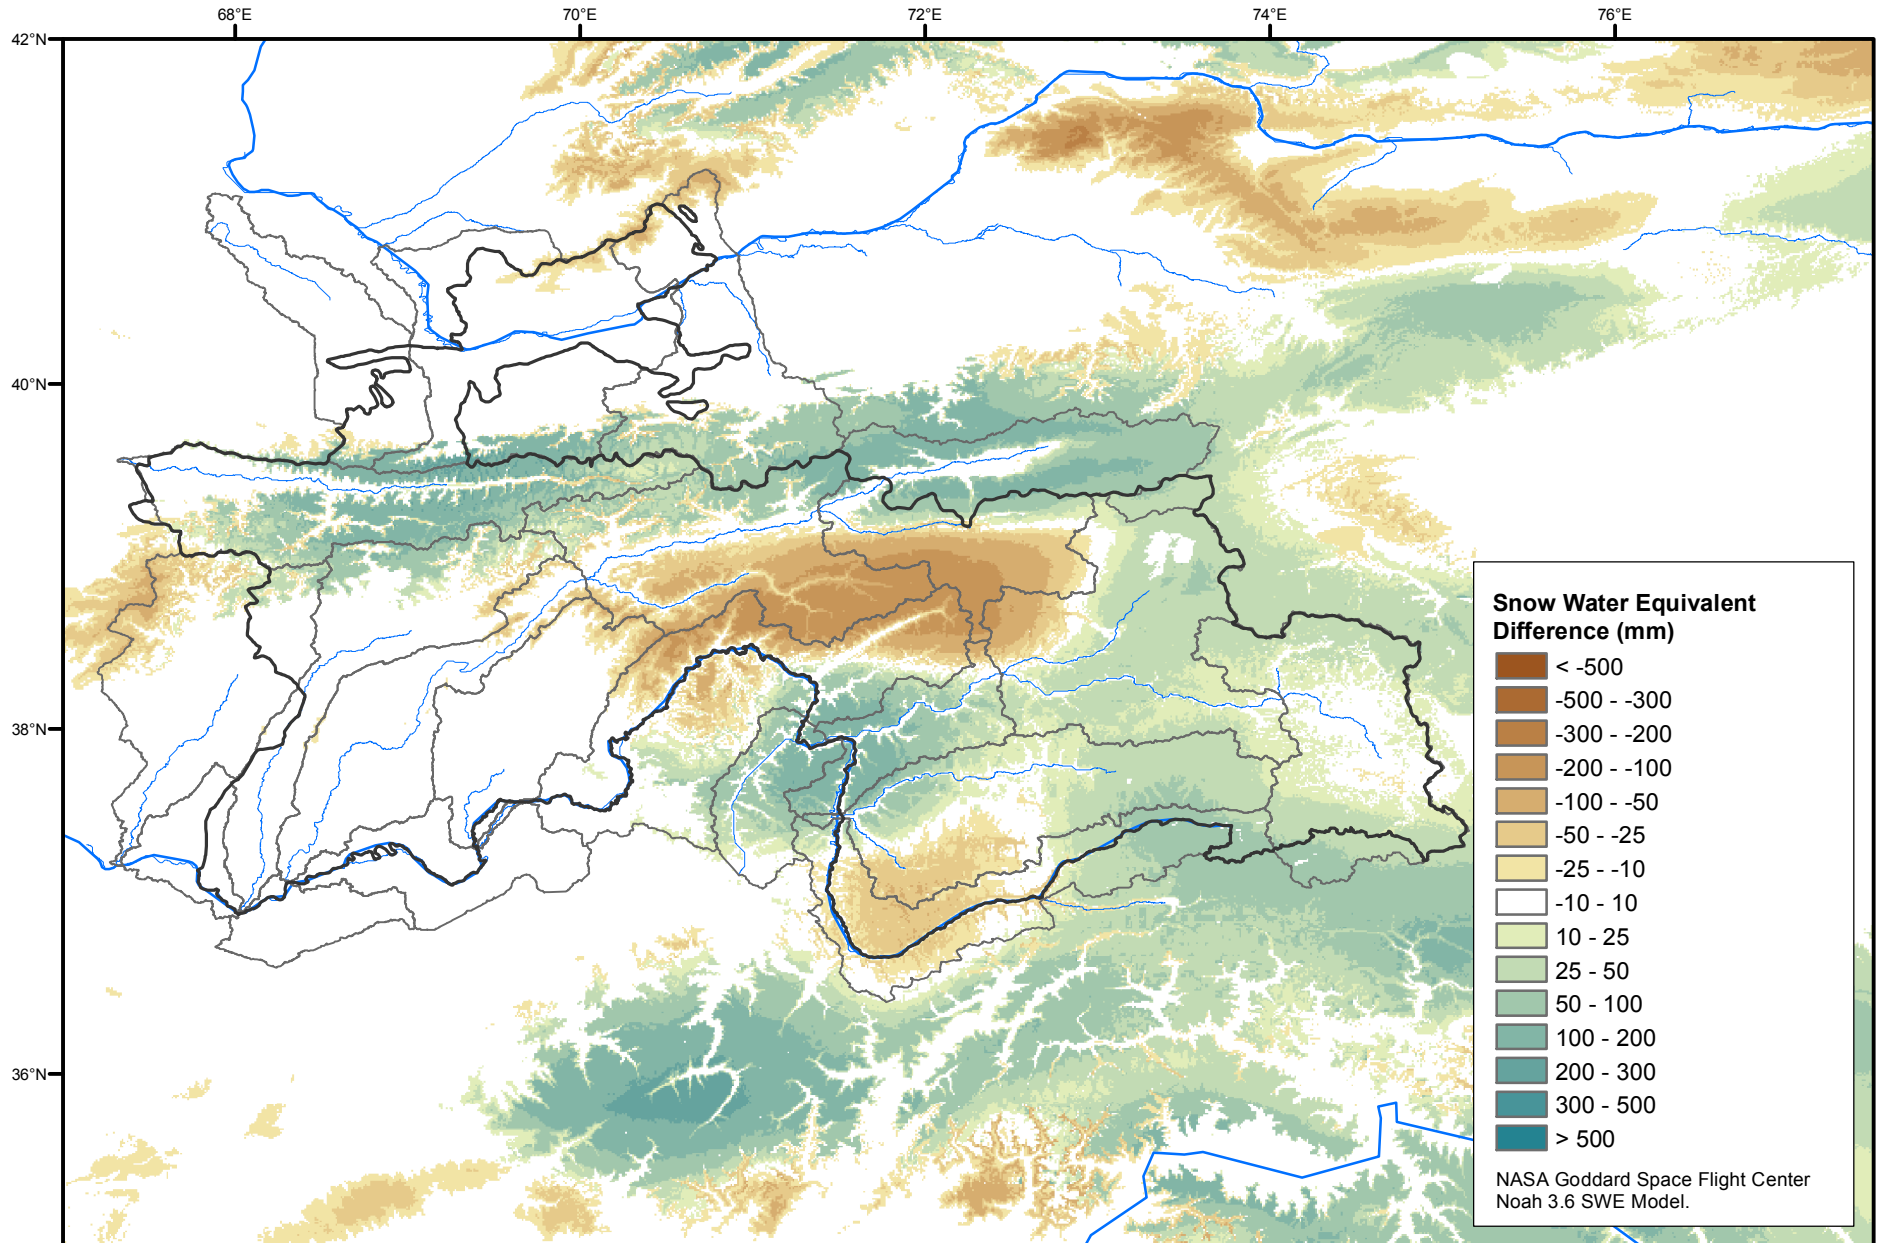 68°E
70°E
72°E
74°E
76°E
42°N
40°N
38°N
36°N
Snow Water Equivalent
Difference (mm)
< -500
-500 - -300
-300 - -200
-200 - -100
-100 - -50
-50 - -25
-25 - -10
-10 - 10
10 - 25
25 - 50
50 - 100
100 - 200
200 - 300
300 - 500
> 500
NASA Goddard Space Flight Center
Noah 3.6 SWE Model.